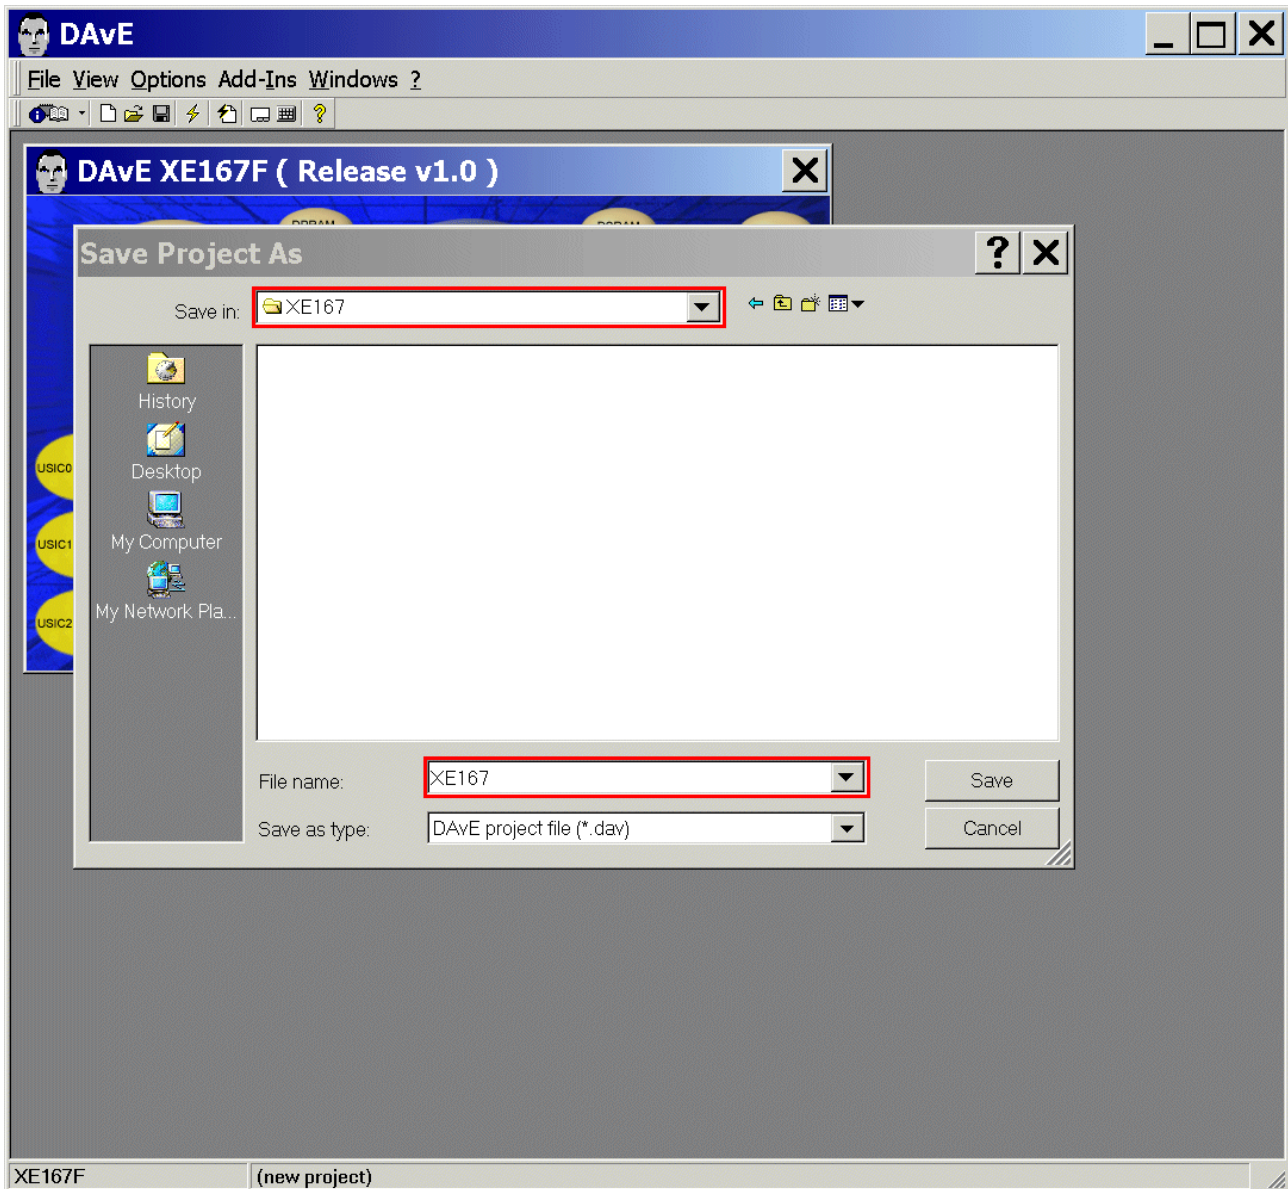 DAvE
File View Options Add-Ins Windows ?
DAvE XE167F ( Release v1.0 )
Save Project As
Save in: XE167
History
Desktop
My Computer
My Network Pla...
USIC0
USIC1
USIC2
File name: XE167
Save
Save as type: DAvE project file (*.dav)
Cancel
XE167F (new project)